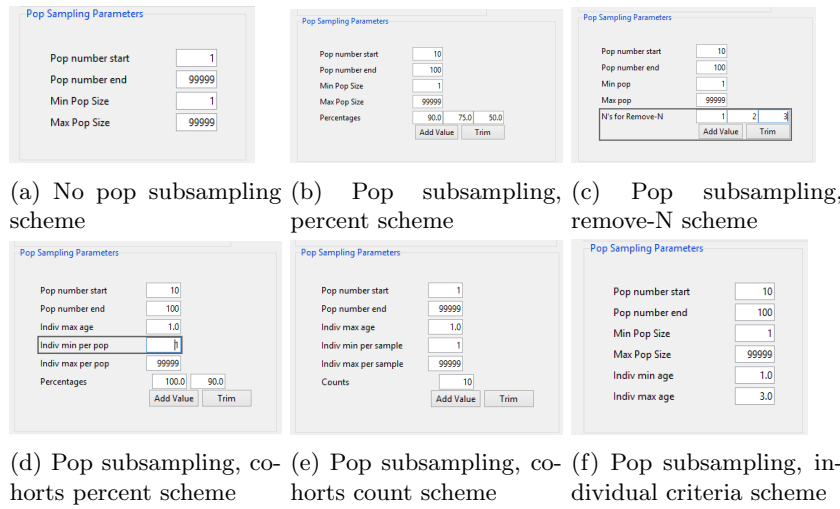 Pop Sampling Parameters
Pop number start 1
Pop number end 99999
Min Pop Size 1
Max Pop Size 99999
(a) No pop subsampling
scheme
Pop Sampling Parameters
Pop number start 10
Pop number end 100
Min Pop Size 1
Max Pop Size 99999
Percentages 90.0 75.0 50.0
Add Value Trim
(b) Pop subsampling,
percent scheme
Pop Sampling Parameters
Pop number start 10
Pop number end 100
Min pop 1
Max pop 99999
N's for Remove-N 1 2 3
Add Value Trim
(c) Pop subsampling,
remove-N scheme
Pop Sampling Parameters
Pop number start 10
Pop number end 100
Indiv max age 1.0
Indiv min per pop 1
Indiv max per pop 99999
Percentages 100.0 90.0
Add Value Trim
(d) Pop subsampling, co-
horts percent scheme
Pop Sampling Parameters
Pop number start 1
Pop number end 99999
Indiv max age 1.0
Indiv min per sample 1
Indiv max per sample 99999
Counts 10
Add Value Trim
(e) Pop subsampling, co-
horts count scheme
Pop Sampling Parameters
Pop number start 10
Pop number end 100
Min Pop Size 1
Max Pop Size 99999
Indiv min age 1.0
Indiv max age 3.0
(f) Pop subsampling, in-
dividual criteria scheme